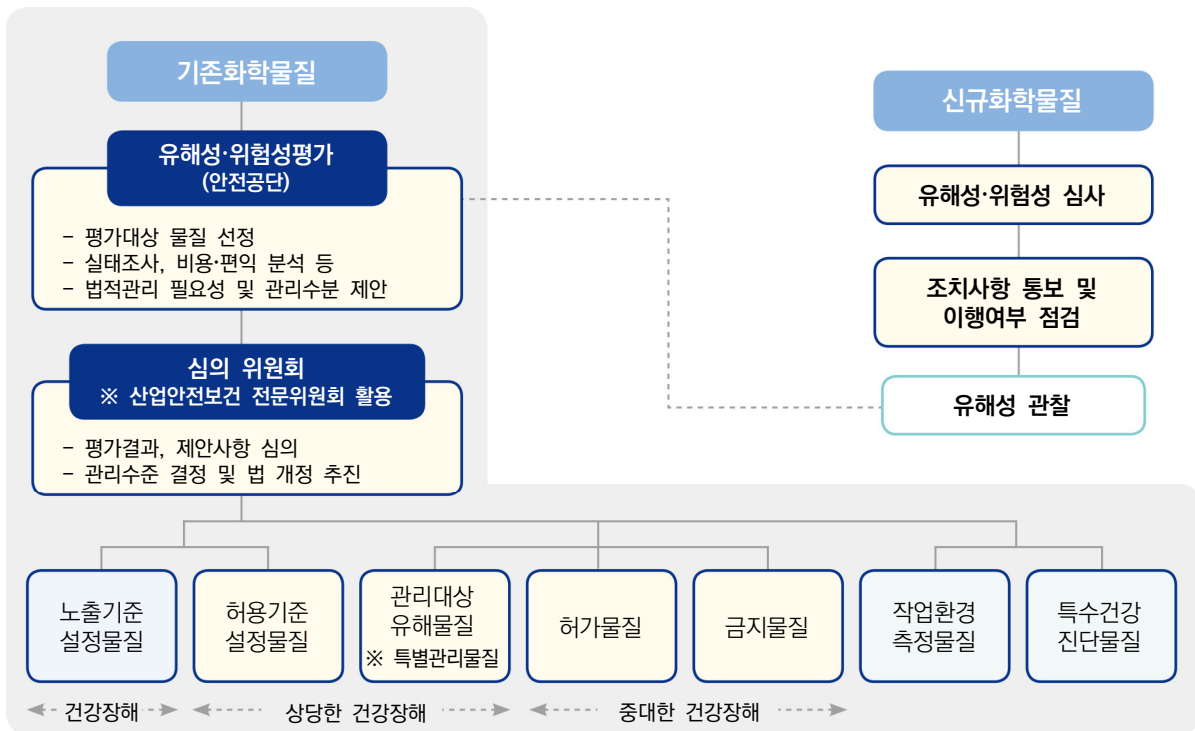 기존화학물질
유해성·위험성평가
(안전공단)
- 평가대상 물질 선정
- 실태조사, 비용·편익 분석 등
- 법적관리 필요성 및 관리수분 제안
심의 위원회
※ 산업안전보건 전문위원회 활용
- 평가결과, 제안사항 심의
- 관리수준 결정 및 법 개정 추진
신규화학물질
유해성·위험성 심사
조치사항 통보 및
이행여부 점검
유해성 관찰
노출기준
설정물질
허용기준
설정물질
관리대상
유해물질
※ 특별관리물질
허가물질
금지물질
작업환경
측정물질
특수건강
진단물질
건강장해
상당한 건강장해
중대한 건강장해